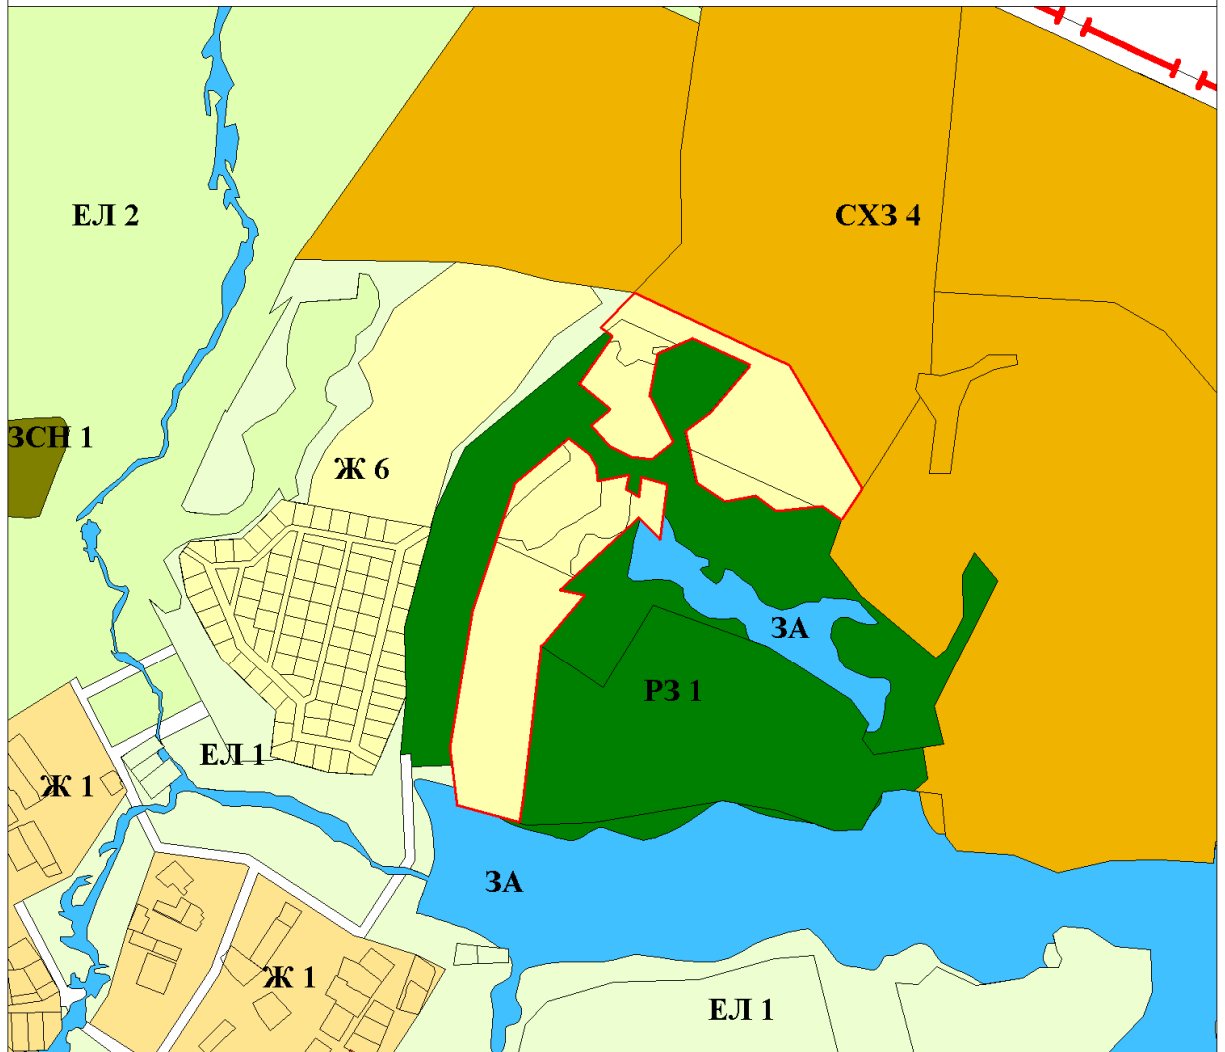 ЕЛ 2
СХЗ 4
ЗСН 1
Ж 6
ЗА
РЗ 1
ЕЛ 1
Ж 1
ЗА
Ж 1
ЕЛ 1